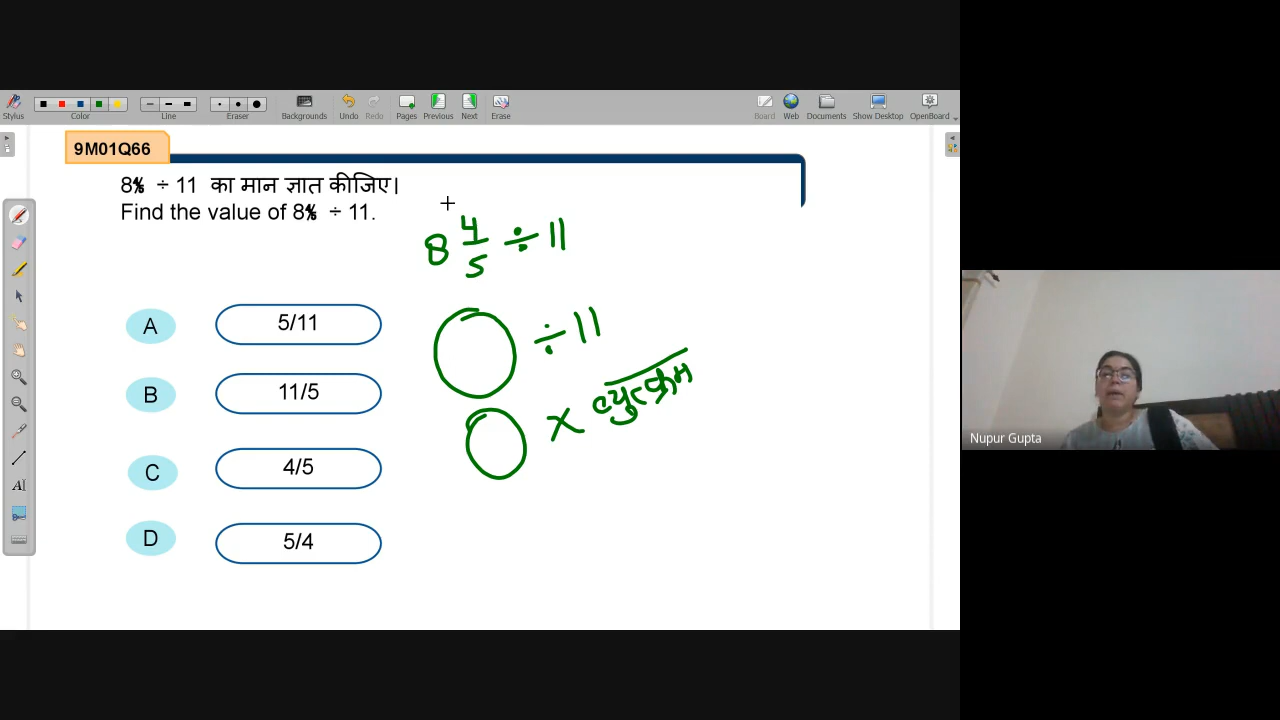 Stylus Color Line Eraser Backgrounds Undo Redo Pages Previous Next Erase Board Web Documents Show Desktop OpenBoard
9M01Q66
8⅘ ÷ 11 का मान ज्ञात कीजिए।
Find the value of 8⅘ ÷ 11.
8 4/5 ÷ 11
A 5/11
÷ 11
B 11/5
× व्युत्क्रम
C 4/5
D 5/4
Nupur Gupta